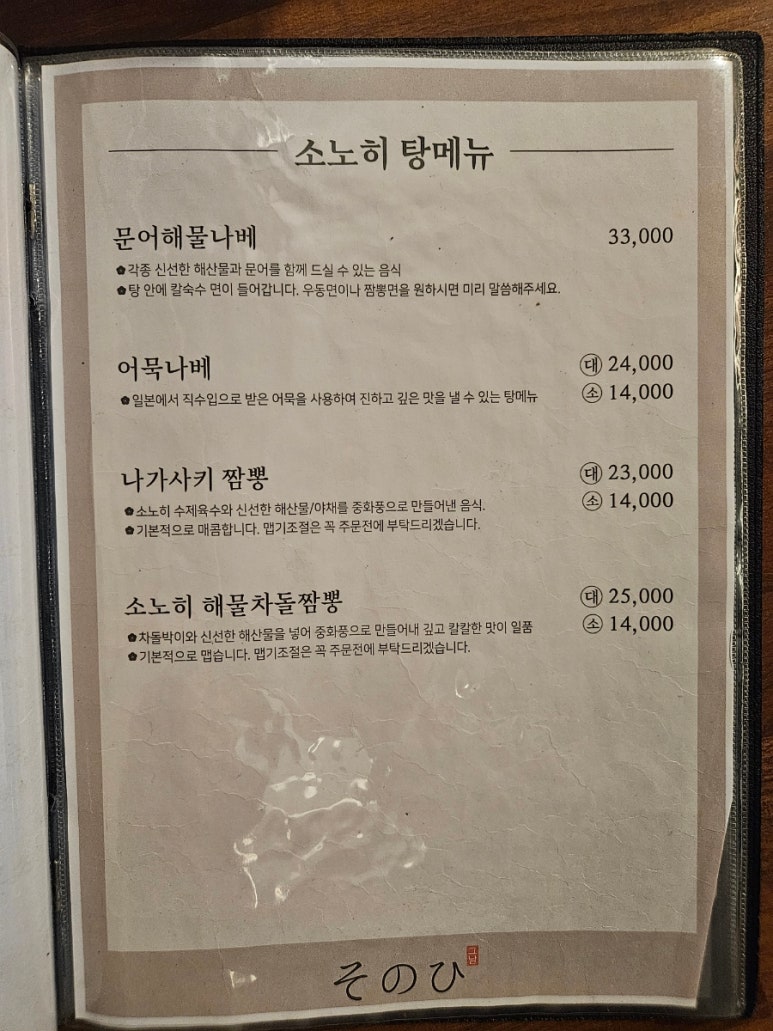 소노히 탕메뉴
문어해물나베 33,000
각종 신선한 해산물과 문어를 함께 드실 수 있는 음식
탕 안에 칼숙수 면이 들어갑니다. 우동면이나 짬뽕면을 원하시면 미리 말씀해주세요.
어묵나베 대 24,000
일본에서 직수입으로 받은 어묵을 사용하여 진하고 깊은 맛을 낼 수 있는 탕메뉴 소 14,000
나가사키 짬뽕 대 23,000
소노히 수제육수와 신선한 해산물/야채를 중화풍으로 만들어낸 음식. 소 14,000
기본적으로 매콤합니다. 맵기조절은 꼭 주문전에 부탁드리겠습니다.
소노히 해물차돌짬뽕 대 25,000
차돌박이와 신선한 해산물을 넣어 중화풍으로 만들어내 깊고 칼칼한 맛이 일품 소 14,000
기본적으로 맵습니다. 맵기조절은 꼭 주문전에 부탁드리겠습니다.
そのひ 그날